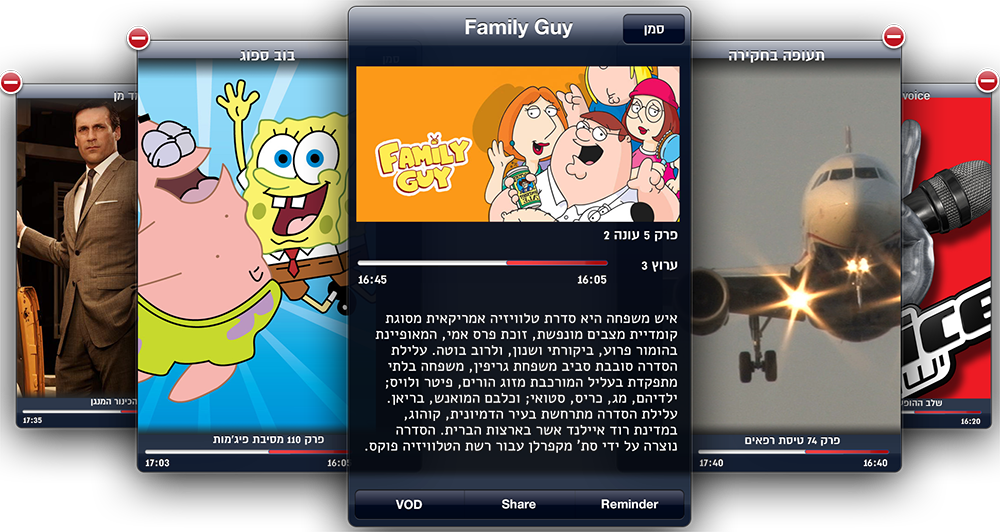 Family Guy
סמן
FAMILY
GUY
פרק 5 עונה 2
ערוץ 3
16:45
16:05
איש משפחה היא סדרת טלוויזיה אמריקאית מסוגת
קומדיית מצבים מונפשת, זוכת פרס אמי, המאופיינת
בהומור פרוע, ביקורתי ושנון, ולרוב בוטה. עלילת
הסדרה סובבת סביב משפחת גריפין, משפחה בלתי
מתפקדת בעליל המורכבת מזוג הורים, פיטר ולויס;
ילדיהם, מג, כריס, סטואי; וכלבם המואנש, בריאן.
עלילת הסדרה מתרחשת בעיר הדמיונית, קוהוג,
במדינת רוד איילנד אשר בארצות הברית. הסדרה
נוצרה על ידי סת' מקפרלן עבור רשת הטלוויזיה פוקס.
VOD
Share
Reminder
בוב ספוג
פרק 110 מסיבת פיג'מות
17:03
16:05
תעופה בחקירה
פרק 74 טיסת רפאים
17:40
16:40
מן
הכינור המנגן
17:35
voice
שלב
16:20